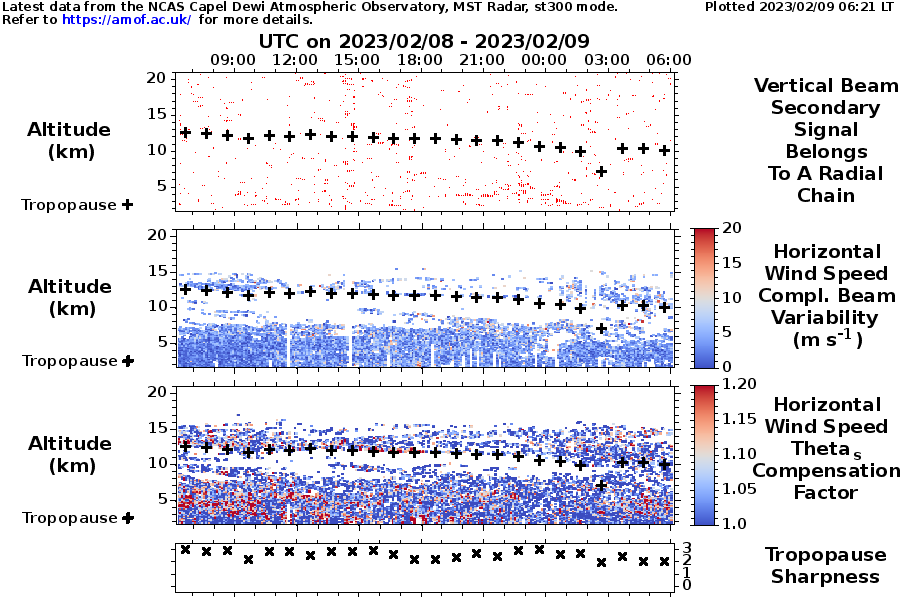 Latest data from the NCAS Capel Dewi Atmospheric Observatory, MST Radar, st300 mode.
Plotted 2023/02/09 06:21 LT
Refer to https://amof.ac.uk/ for more details.
UTC on 2023/02/08 - 2023/02/09
09:00 12:00 15:00 18:00 21:00 00:00 03:00 06:00
20
15
10
5
Altitude
(km)
Tropopause
Vertical Beam
Secondary
Signal
Belongs
To A Radial
Chain
20
15
10
5
Altitude
(km)
Tropopause
20
15
10
5
0
Horizontal
Wind Speed
Compl. Beam
Variability
(m s-1)
20
15
10
5
Altitude
(km)
Tropopause
1.20
1.15
1.10
1.05
1.0
Horizontal
Wind Speed
Theta s
Compensation
Factor
3
2
1
0
Tropopause
Sharpness